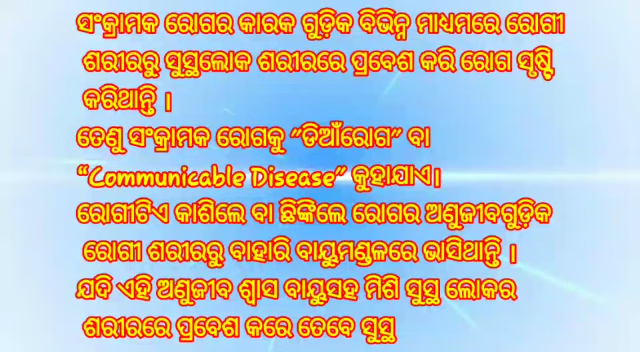 ସଂକ୍ରାମକ ରୋଗର କାରକ ଗୁଡ଼ିକ ବିଭିନ୍ନ ମାଧ୍ୟମରେ ରୋଗୀ
ଶରୀରରୁ ସୁସ୍ଥଲୋକ ଶରୀରରେ ପ୍ରବେଶ କରି ରୋଗ ସୃଷ୍ଟି
କରିଥାନ୍ତି ।
ତେଣୁ ସଂକ୍ରାମକ ରୋଗକୁ "ଡିଆଁରୋଗ" ବା
“Communicable Disease” କୁହାଯାଏ।
ରୋଗୀଟିଏ କାଶିଲେ ବା ଛିଙ୍କିଲେ ରୋଗର ଅଣୁଜୀବଗୁଡ଼ିକ
ରୋଗୀ ଶରୀରରୁ ବାହାରି ବାୟୁମଣ୍ଡଳରେ ଭାସିଥାନ୍ତି ।
ଯଦି ଏହି ଅଣୁଜୀବ ଶ୍ୱାସ ବାୟୁସହ ମିଶି ସୁସ୍ଥ ଲୋକର
ଶରୀରରେ ପ୍ରବେଶ କରେ ତେବେ ସୁସ୍ଥ